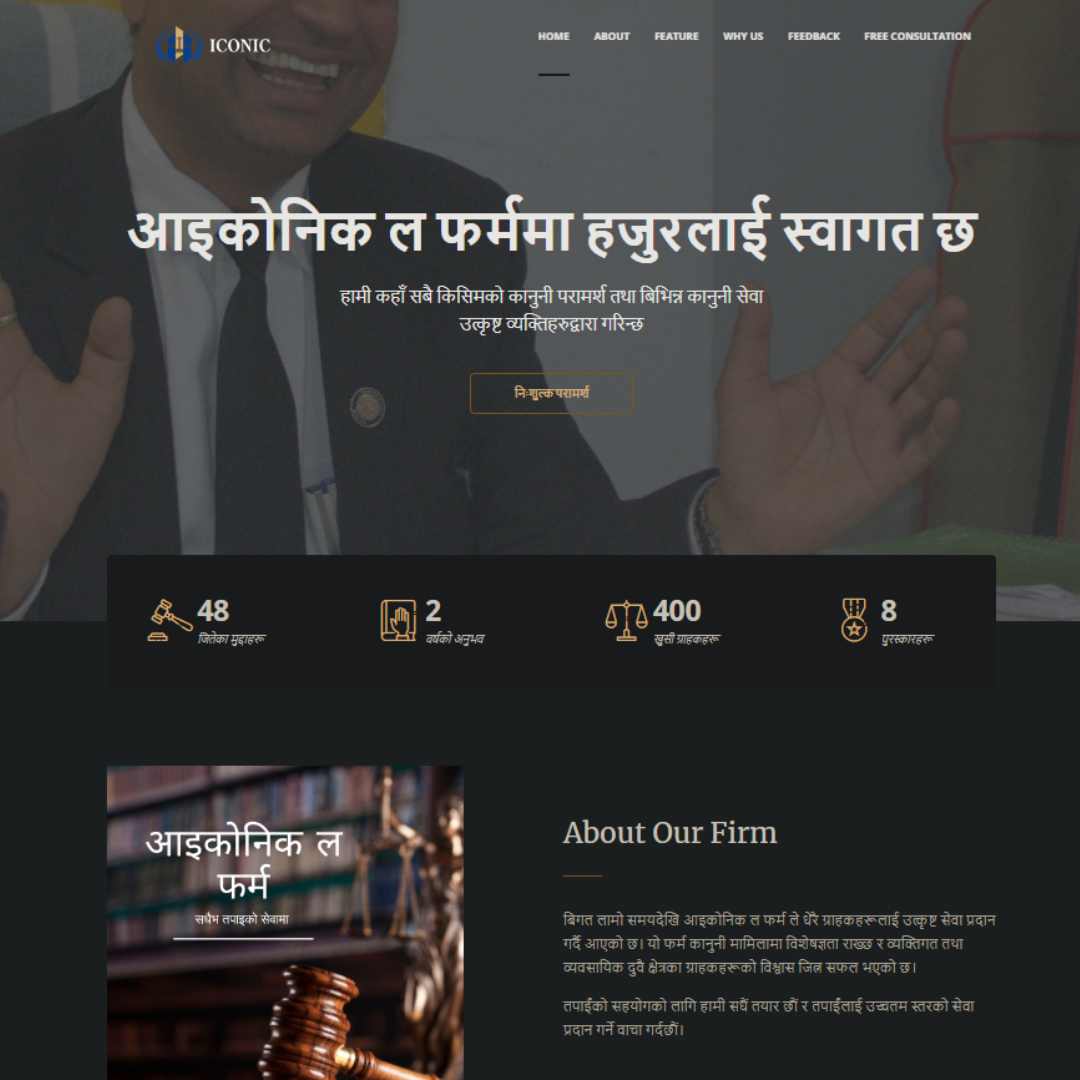 ICONIC
HOME ABOUT FEATURE WHY US FEEDBACK FREE CONSULTATION
आइकोनिक ल फर्ममा हजुरलाई स्वागत छ
हामी कहाँ सबै किसिमको कानुनी परामर्श तथा बिभिन्न कानुनी सेवा
उत्कृष्ट व्यक्तिहरुद्वारा गरिन्छ
निःशुल्क परामर्श
48
जितेका मुद्दाहरू
2
वर्षको अनुभव
400
खुसी ग्राहकहरू
8
पुरस्कारहरू
आइकोनिक ल
फर्म
सधैभ तपाइको सेवामा
About Our Firm
बिगत लामो समयदेखि आइकोनिक ल फर्म ले धेरै ग्राहकहरूलाई उत्कृष्ट सेवा प्रदान
गर्दै आएको छ। यो फर्म कानुनी मामिलामा विशेषज्ञता राख्छ र व्यक्तिगत तथा
व्यवसायिक दुवै क्षेत्रका ग्राहकहरूको विश्वास जित्न सफल भएको छ।
तपाईंको सहयोगको लागि हामी सधैं तयार छौं र तपाईंलाई उच्चतम स्तरको सेवा
प्रदान गर्ने वाचा गर्दछौं।